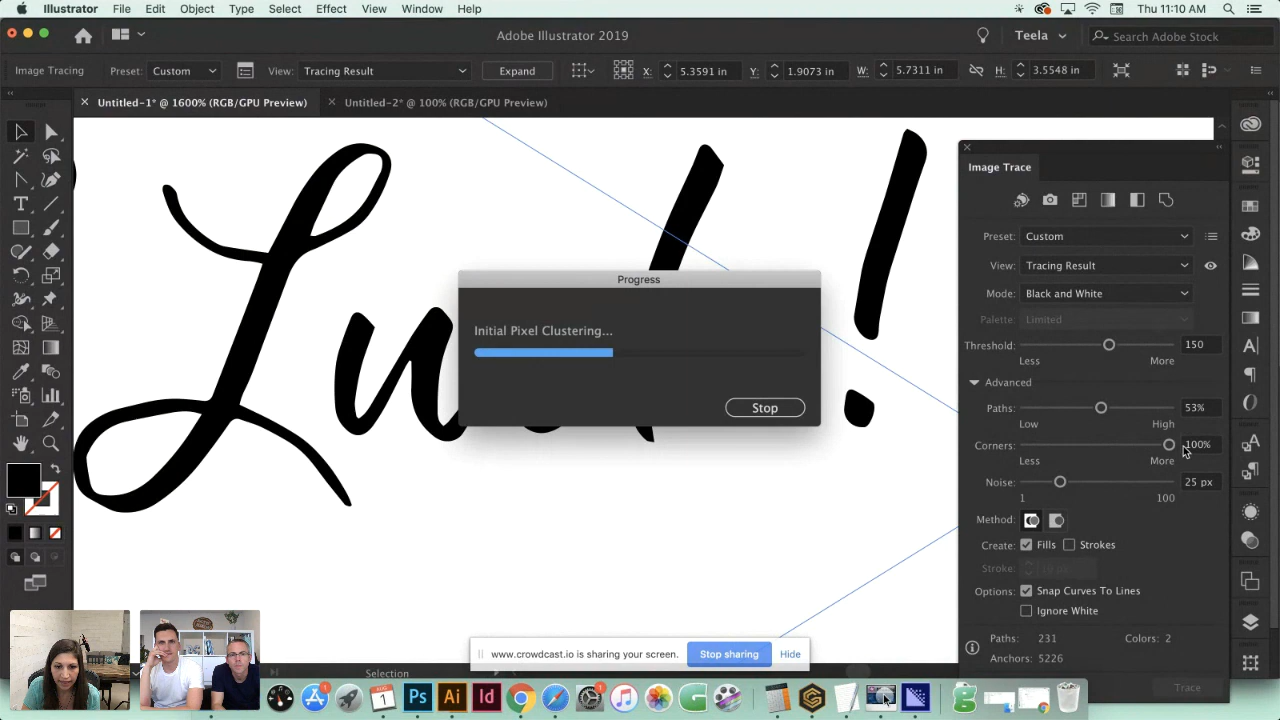 Illustrator File Edit Object Type Select Effect View Window Help Thu 11:10 AM
Adobe Illustrator 2019 Teela Search Adobe Stock
Image Tracing Preset: Custom View: Tracing Result Expand X: 5.3591 in Y: 1.9073 in W: 5.7311 in H: 3.5548 in
Untitled-1* @ 1600% (RGB/GPU Preview) Untitled-2* @ 100% (RGB/GPU Preview)
Image Trace
Preset: Custom
View: Tracing Result
Mode: Black and White
Palette: Limited
Threshold: 150
Less More
Advanced
Paths: 53%
Low High
Corners: 100%
Less More
Noise: 25 px
1 100
Method:
Create: Fills Strokes
Stroke:
Options: Snap Curves To Lines
Ignore White
Paths: 231 Colors: 2
Anchors: 5226
Trace
Progress
Initial Pixel Clustering...
Stop
www.crowdcast.io is sharing your screen. Stop sharing Hide
Selection
Ps Ai Id